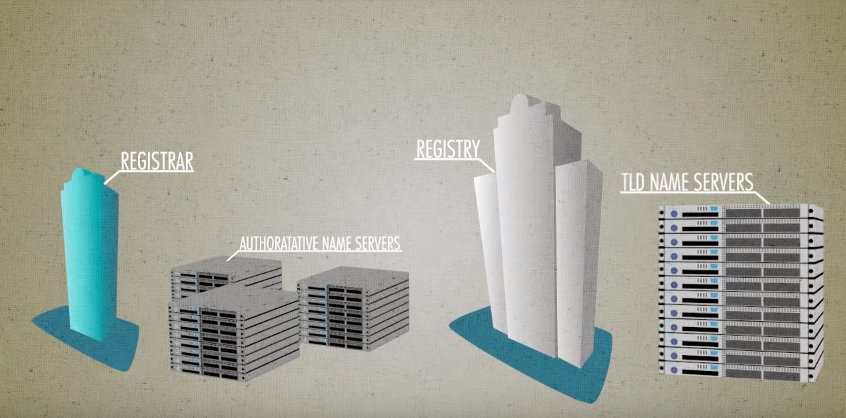 REGISTRAR
AUTHORATATIVE NAME SERVERS
REGISTRY
TLD NAME SERVERS